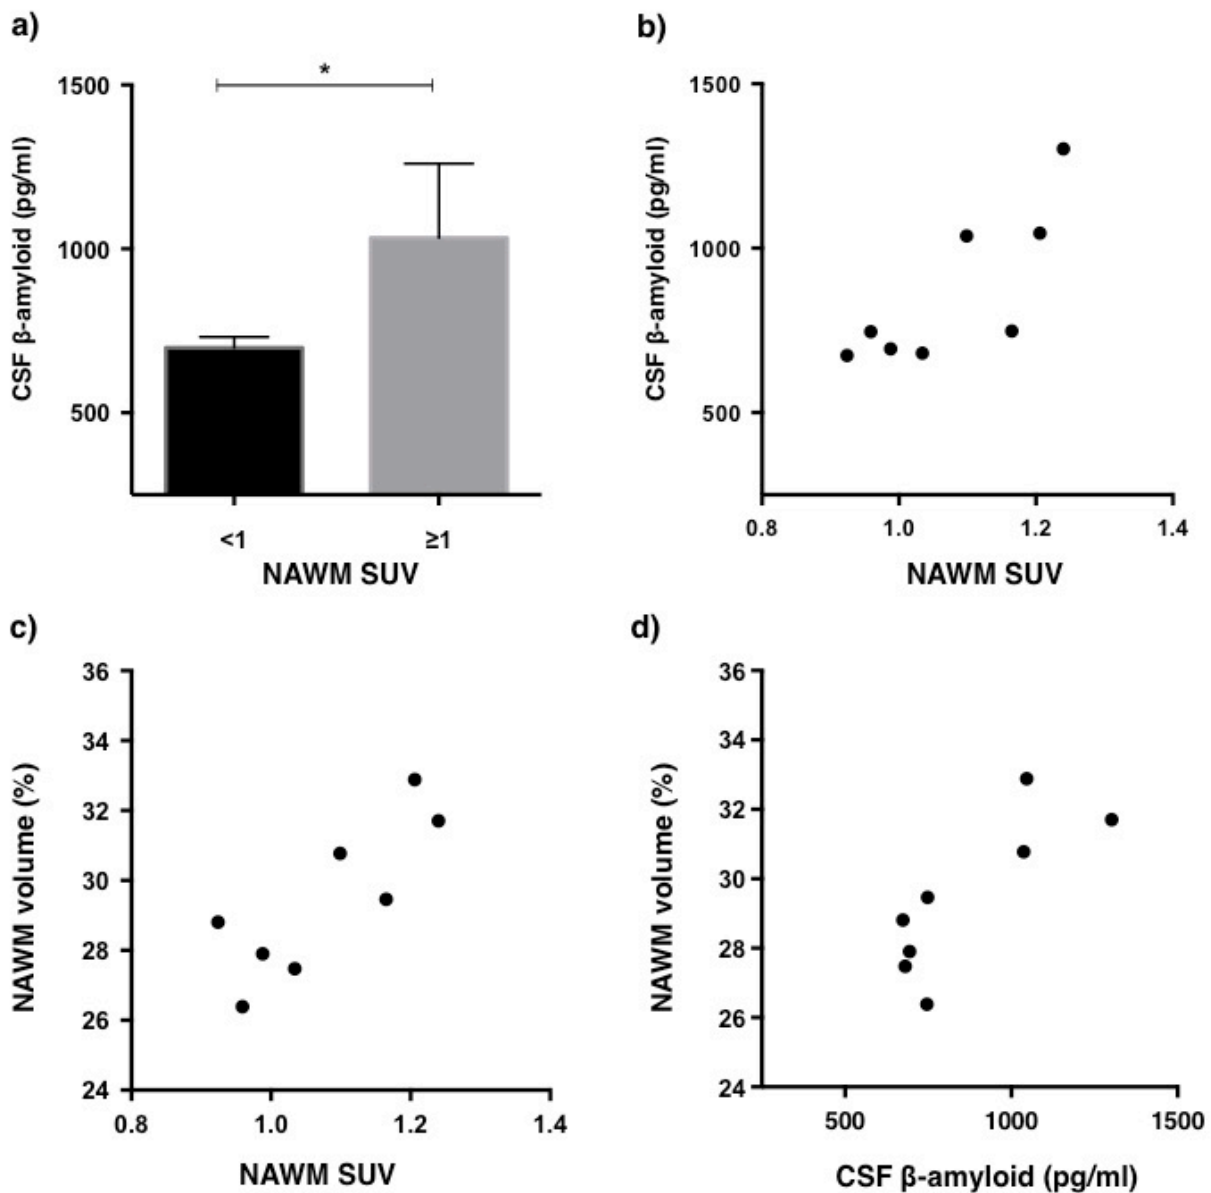 a)
*
1500
1000
500
CSF β-amyloid (pg/ml)
<1
≥1
NAWM SUV
b)
1500
1000
500
CSF β-amyloid (pg/ml)
0.8
1.0
1.2
1.4
NAWM SUV
c)
36
34
32
30
28
26
24
NAWM volume (%)
0.8
1.0
1.2
1.4
NAWM SUV
d)
36
34
32
30
28
26
24
NAWM volume (%)
500
1000
1500
CSF β-amyloid (pg/ml)